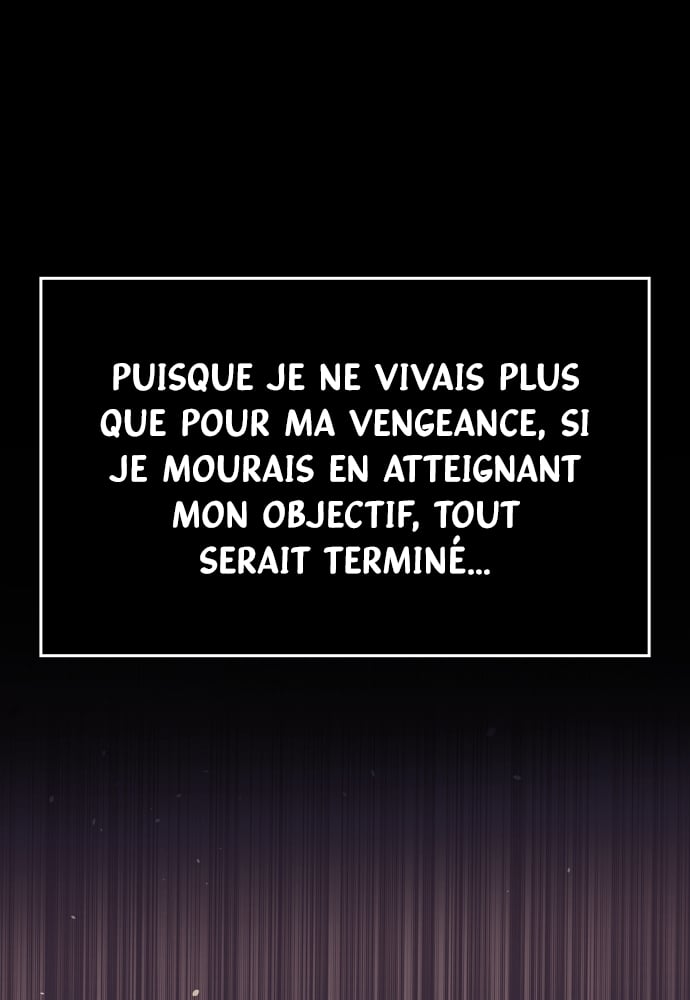 PUISQUE JE NE VIVAIS PLUS
QUE POUR MA VENGEANCE, SI
JE MOURAIS EN ATTEIGNANT
MON OBJECTIF, TOUT
SERAIT TERMINÉ...